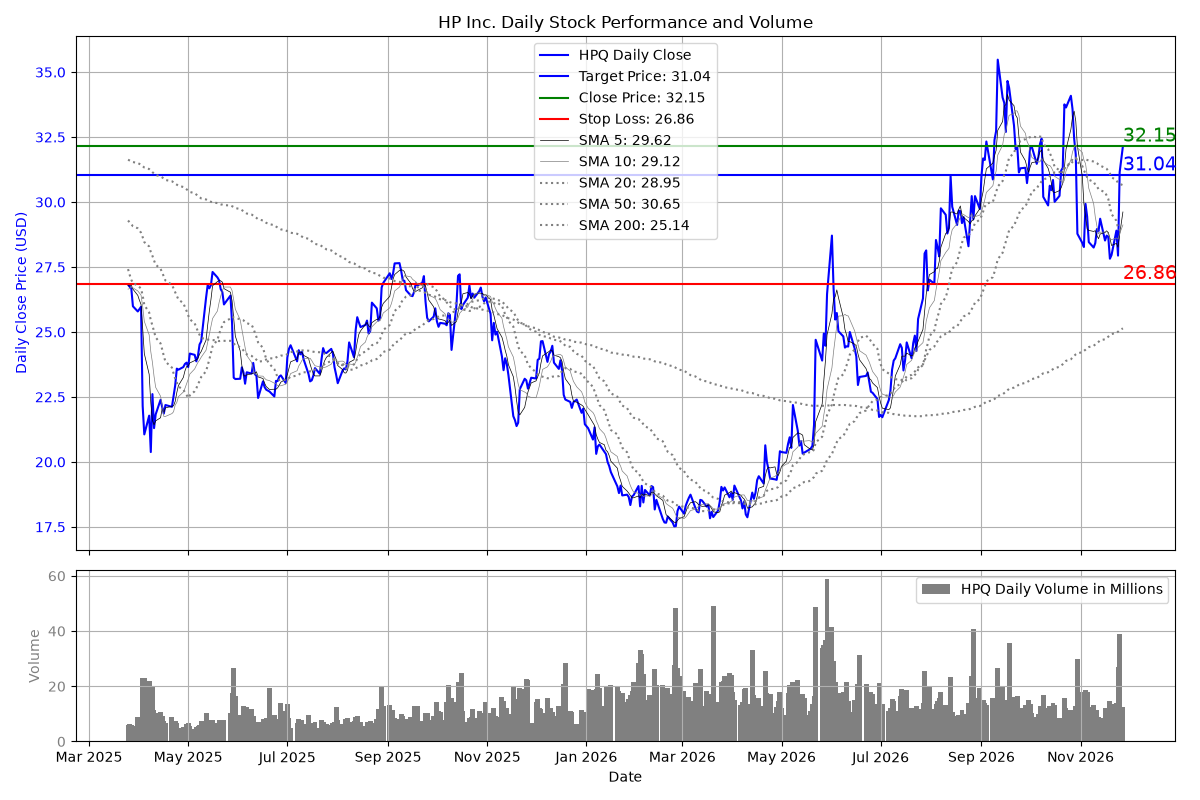 HP Inc. Daily Stock Performance and Volume
HPQ Daily Close
Target Price: 31.04
Close Price: 32.15
Stop Loss: 26.86
SMA 5: 29.62
SMA 10: 29.12
SMA 20: 28.95
SMA 50: 30.65
SMA 200: 25.14
32.15
31.04
26.86
Daily Close Price (USD)
35.0
32.5
30.0
27.5
25.0
22.5
20.0
17.5
HPQ Daily Volume in Millions
Volume
60
40
20
0
Mar 2025 May 2025 Jul 2025 Sep 2025 Nov 2025 Jan 2026 Mar 2026 May 2026 Jul 2026 Sep 2026 Nov 2026
Date